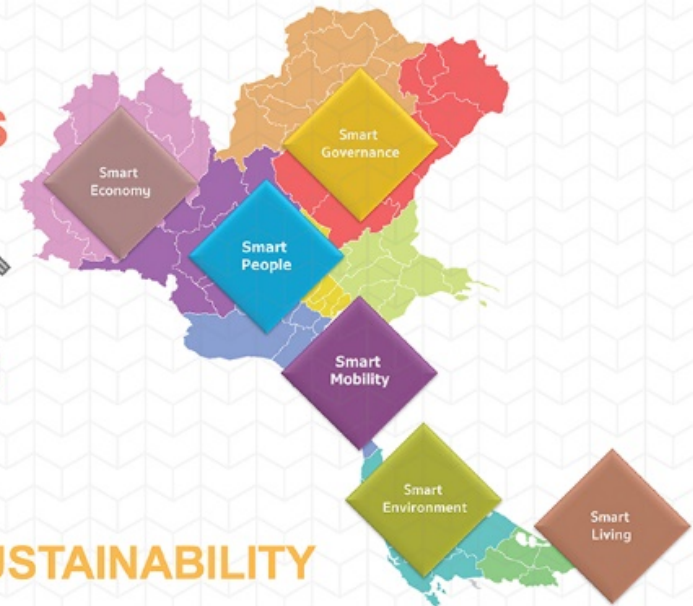 S
Smart
Governance
Smart
Economy
Smart
People
Smart
Mobility
Smart
Environment
Smart
Living
USTAINABILITY